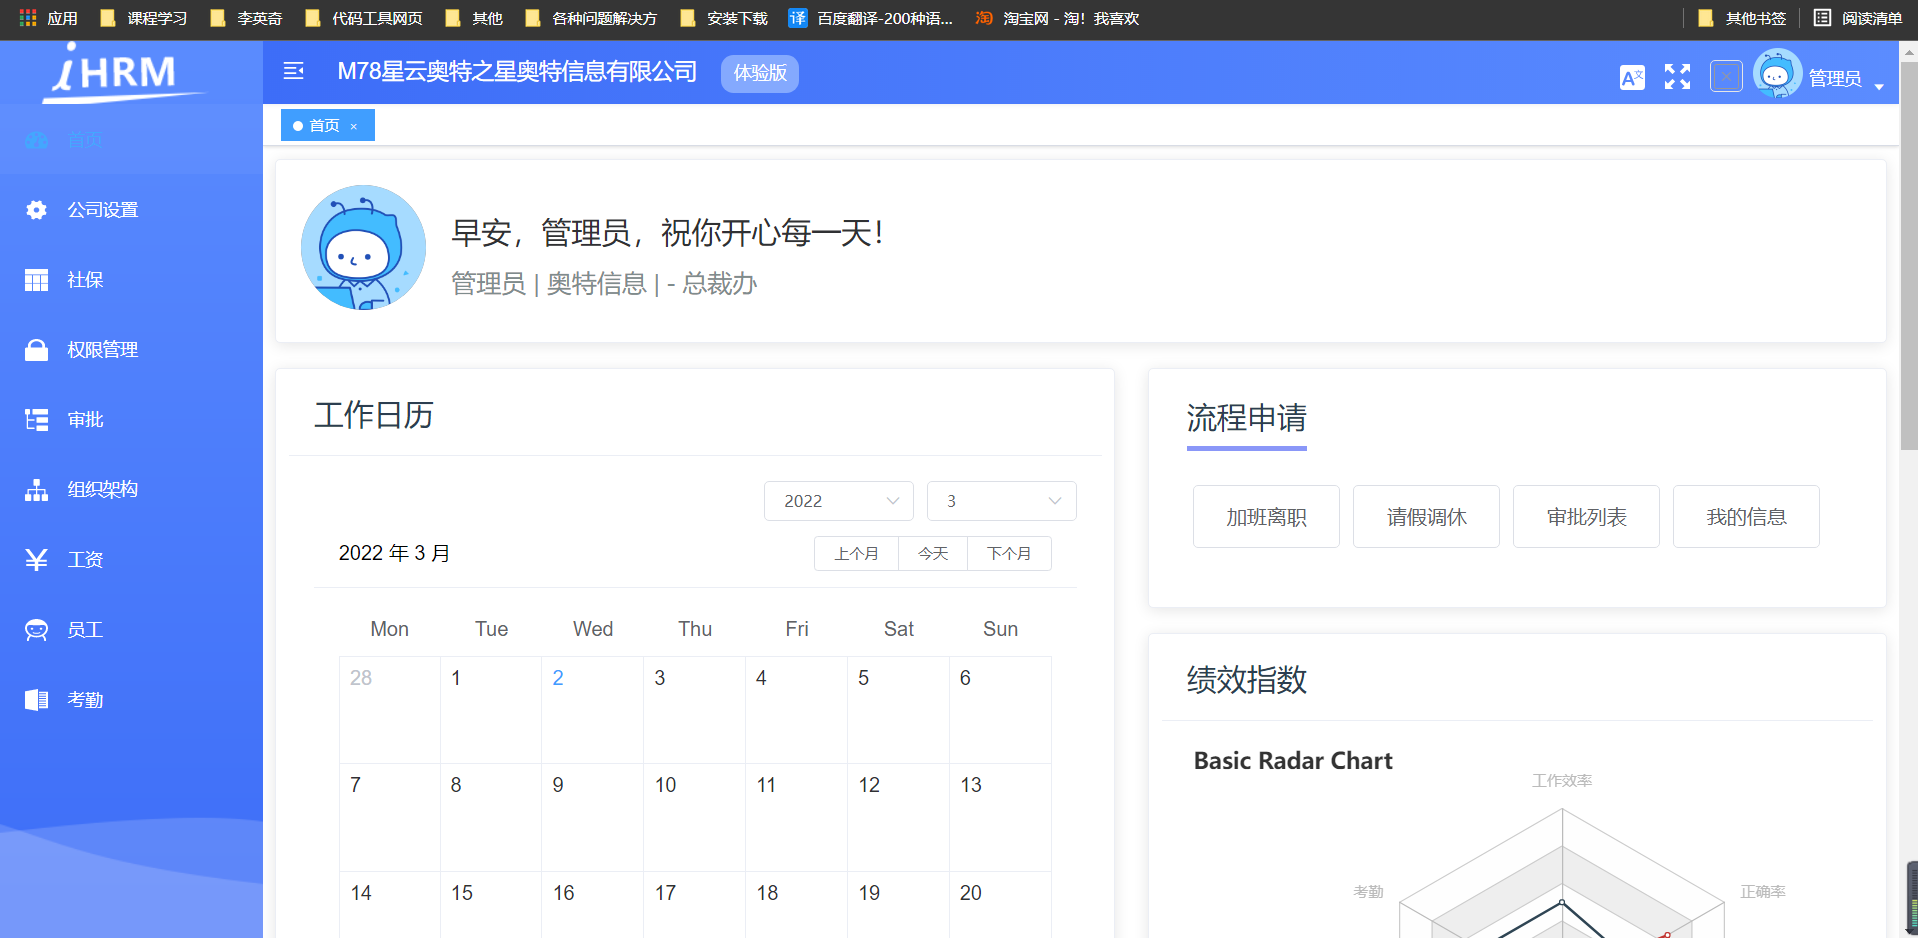 应用 课程学习 李英奇 代码工具网页 其他 各种问题解决方 安装下载 译 百度翻译-200种语... 淘 淘宝网 - 淘！我喜欢 其他书签 阅读清单
iHRM
M78星云奥特之星奥特信息有限公司 体验版 A文 管理员
首页
公司设置
社保
权限管理
审批
组织架构
工资
员工
考勤
首页 ×
早安，管理员，祝你开心每一天！
管理员 | 奥特信息 | - 总裁办
工作日历
2022 3
2022 年 3 月 上个月 今天 下个月
Mon Tue Wed Thu Fri Sat Sun
28 1 2 3 4 5 6
7 8 9 10 11 12 13
14 15 16 17 18 19 20
流程申请
加班离职 请假调休 审批列表 我的信息
绩效指数
Basic Radar Chart
工作效率
考勤 正确率